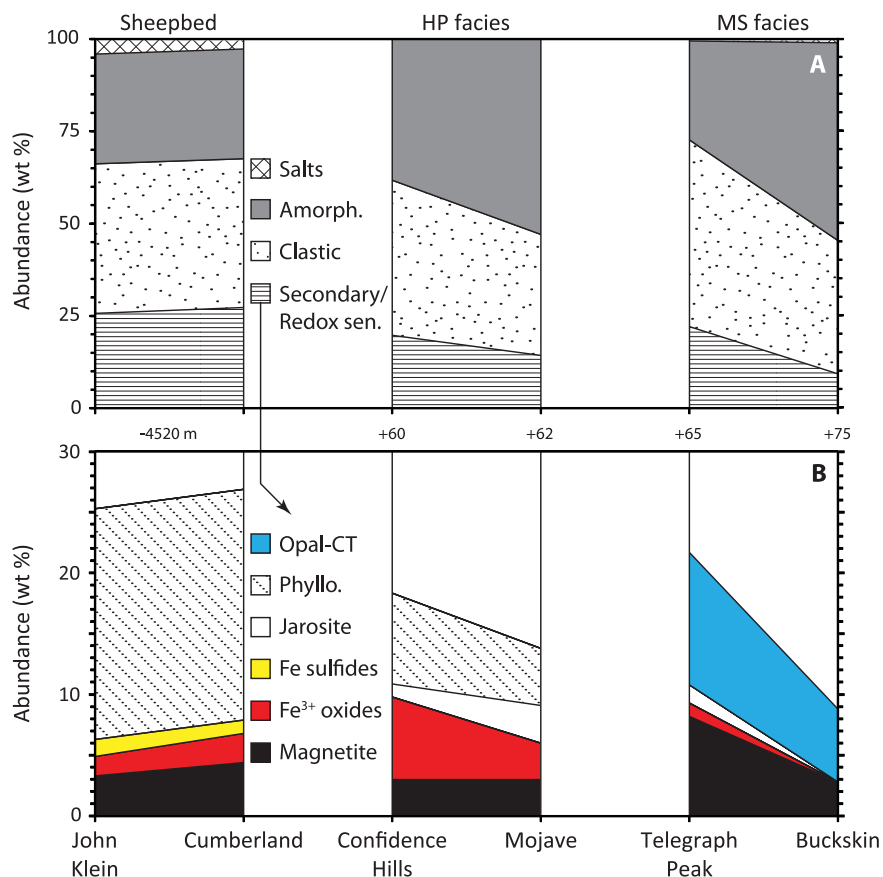 Sheepbed HP facies MS facies
100
75
50
25
0
Abundance (wt %)
A
Salts
Amorph.
Clastic
Secondary/
Redox sen.
-4520 m +60 +62 +65 +75
30
20
10
0
Abundance (wt %)
B
Opal-CT
Phyllo.
Jarosite
Fe sulfides
Fe³⁺ oxides
Magnetite
John Cumberland Confidence Mojave Telegraph Buckskin
Klein Hills Peak